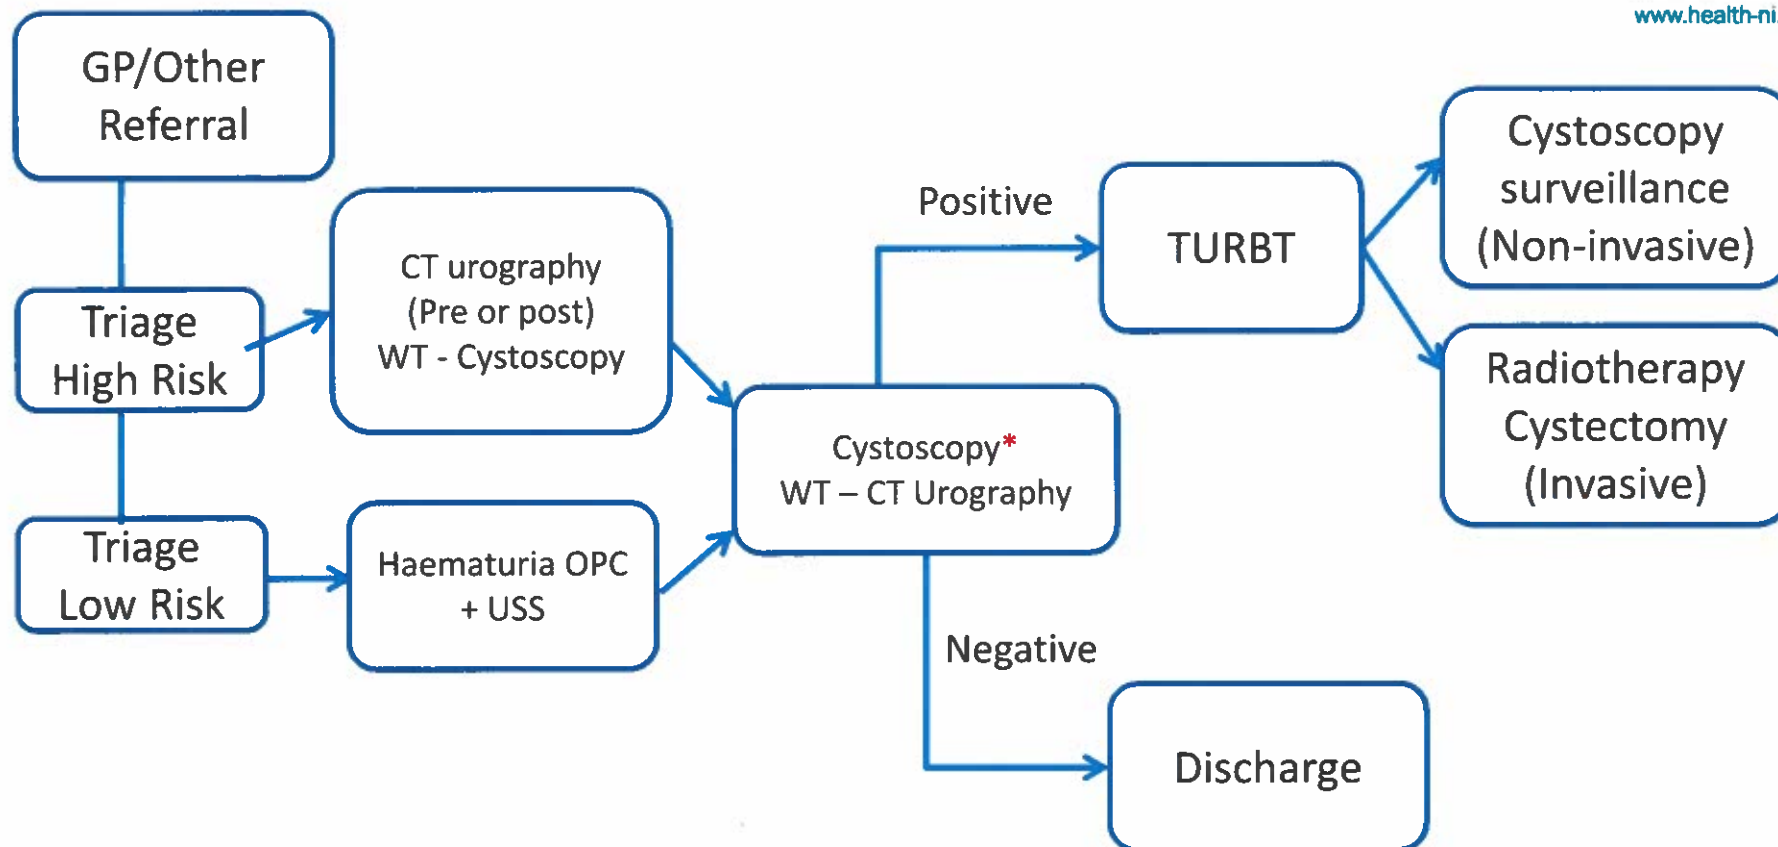 www.health-ni
GP/Other
Referral
Triage
High Risk
Triage
Low Risk
CT urography
(Pre or post)
WT - Cystoscopy
Haematuria OPC
+ USS
Cystoscopy*
WT – CT Urography
Positive
Negative
TURBT
Discharge
Cystoscopy
surveillance
(Non-invasive)
Radiotherapy
Cystectomy
(Invasive)